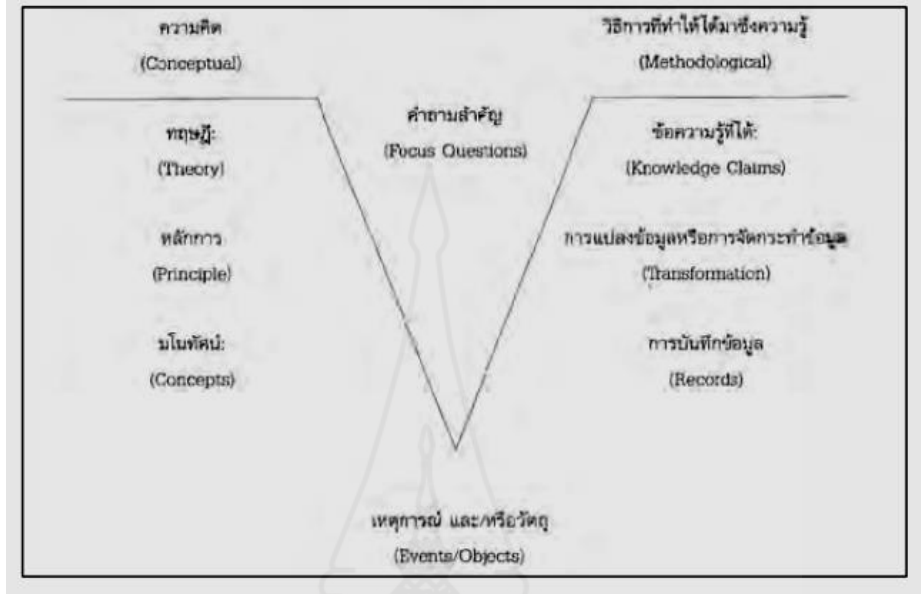 ความคิด
(Conceptual)
วิธีการที่ทำให้ได้มาซึ่งความรู้
(Methodological)
คำถามสำคัญ
(Focus Questions)
ทฤษฎี:
(Theory)
หลักการ
(Principle)
มโนทัศน์:
(Concepts)
ข้อความรู้ที่ได้:
(Knowledge Claims)
การแปลงข้อมูลหรือการจัดกระทำข้อมูล
(Transformation)
การบันทึกข้อมูล
(Records)
เหตุการณ์ และ/หรือวัตถุ
(Events/Objects)